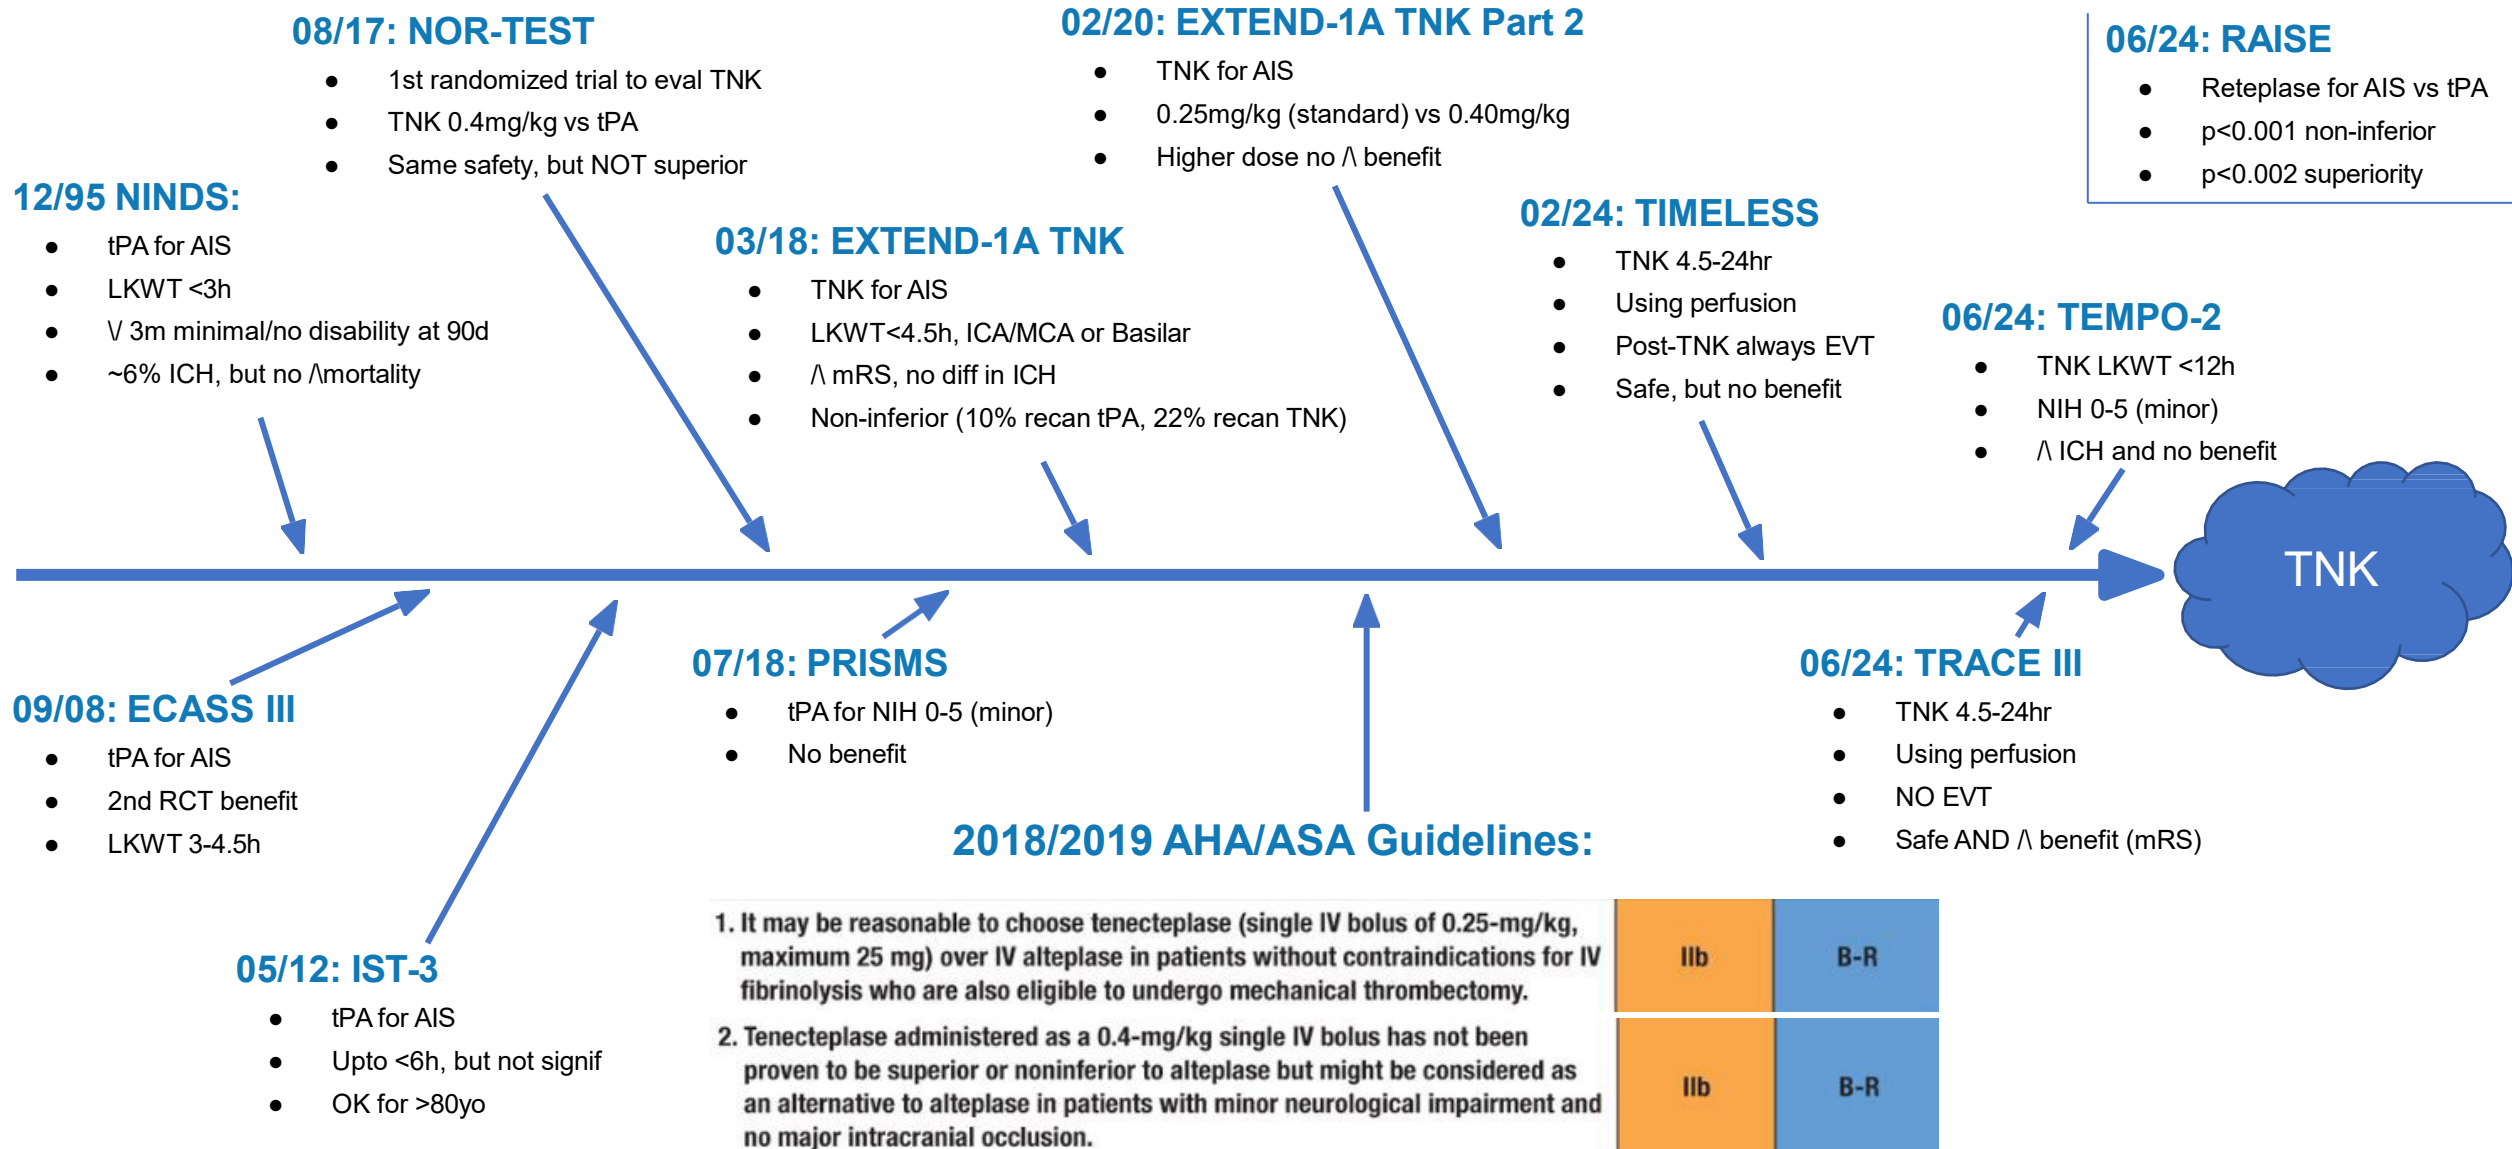 08/17: NOR-TEST
● 1st randomized trial to eval TNK
● TNK 0.4mg/kg vs tPA
● Same safety, but NOT superior
02/20: EXTEND-1A TNK Part 2
● TNK for AIS
● 0.25mg/kg (standard) vs 0.40mg/kg
● Higher dose no /\ benefit
06/24: RAISE
● Reteplase for AIS vs tPA
● p<0.001 non-inferior
● p<0.002 superiority
12/95 NINDS:
● tPA for AIS
● LKWT <3h
● \/ 3m minimal/no disability at 90d
● ~6% ICH, but no /\mortality
03/18: EXTEND-1A TNK
● TNK for AIS
● LKWT<4.5h, ICA/MCA or Basilar
● /\ mRS, no diff in ICH
● Non-inferior (10% recan tPA, 22% recan TNK)
02/24: TIMELESS
● TNK 4.5-24hr
● Using perfusion
● Post-TNK always EVT
● Safe, but no benefit
06/24: TEMPO-2
● TNK LKWT <12h
● NIH 0-5 (minor)
● /\ ICH and no benefit
TNK
09/08: ECASS III
● tPA for AIS
● 2nd RCT benefit
● LKWT 3-4.5h
05/12: IST-3
● tPA for AIS
● Upto <6h, but not signif
● OK for >80yo
07/18: PRISMS
● tPA for NIH 0-5 (minor)
● No benefit
06/24: TRACE III
● TNK 4.5-24hr
● Using perfusion
● NO EVT
● Safe AND /\ benefit (mRS)
2018/2019 AHA/ASA Guidelines:
1. It may be reasonable to choose tenecteplase (single IV bolus of 0.25-mg/kg,
maximum 25 mg) over IV alteplase in patients without contraindications for IV
fibrinolysis who are also eligible to undergo mechanical thrombectomy.
IIb
B-R
2. Tenecteplase administered as a 0.4-mg/kg single IV bolus has not been
proven to be superior or noninferior to alteplase but might be considered as
an alternative to alteplase in patients with minor neurological impairment and
no major intracranial occlusion.
IIb
B-R